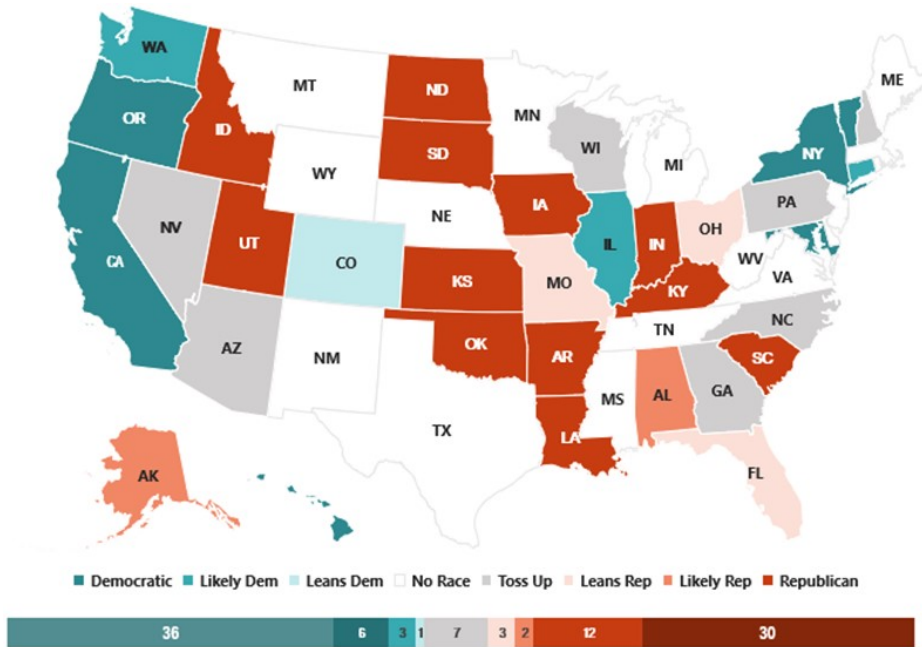 WA
ME
MT
ND
MN
OR
ID
WI
NY
SD
MI
WY
IA
PA
NE
NV
IL
IN
OH
UT
CO
WV
CA
VA
KS
MO
KY
NC
TN
AZ
OK
AR
SC
NM
MS
AL
GA
TX
LA
FL
AK
Democratic Likely Dem Leans Dem No Race Toss Up Leans Rep Likely Rep Republican
36 6 3 1 7 3 2 12 30